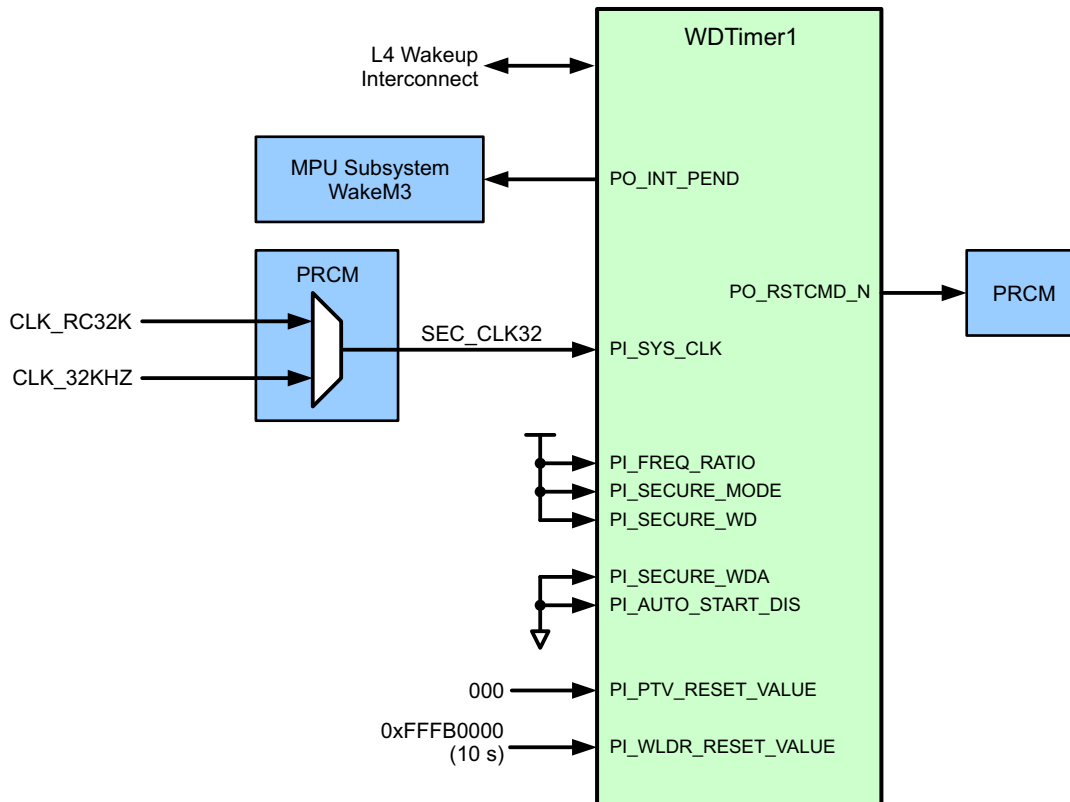 WDTimer1
L4 Wakeup
Interconnect
MPU Subsystem
WakeM3
PO_INT_PEND
PRCM
PO_RSTCMD_N
PRCM
CLK_RC32K
SEC_CLK32
PI_SYS_CLK
CLK_32KHZ
PI_FREQ_RATIO
PI_SECURE_MODE
PI_SECURE_WD
PI_SECURE_WDA
PI_AUTO_START_DIS
000
PI_PTV_RESET_VALUE
0xFFFB0000
(10 s)
PI_WLDR_RESET_VALUE